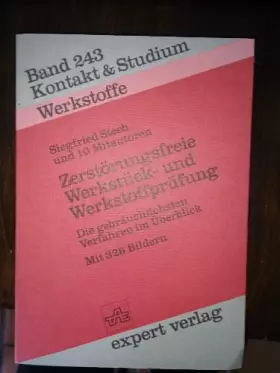 Band 243
Kontakt & Studium
Werkstoffe
Siegfried Steeb
und 10 Mitautoren
Zerstörungsfreie
Werkstück- und
Werkstoffprüfung
Die gebräuchlichsten
Verfahren im Überblick
Mit 326 Bildern
TAE
expert verlag